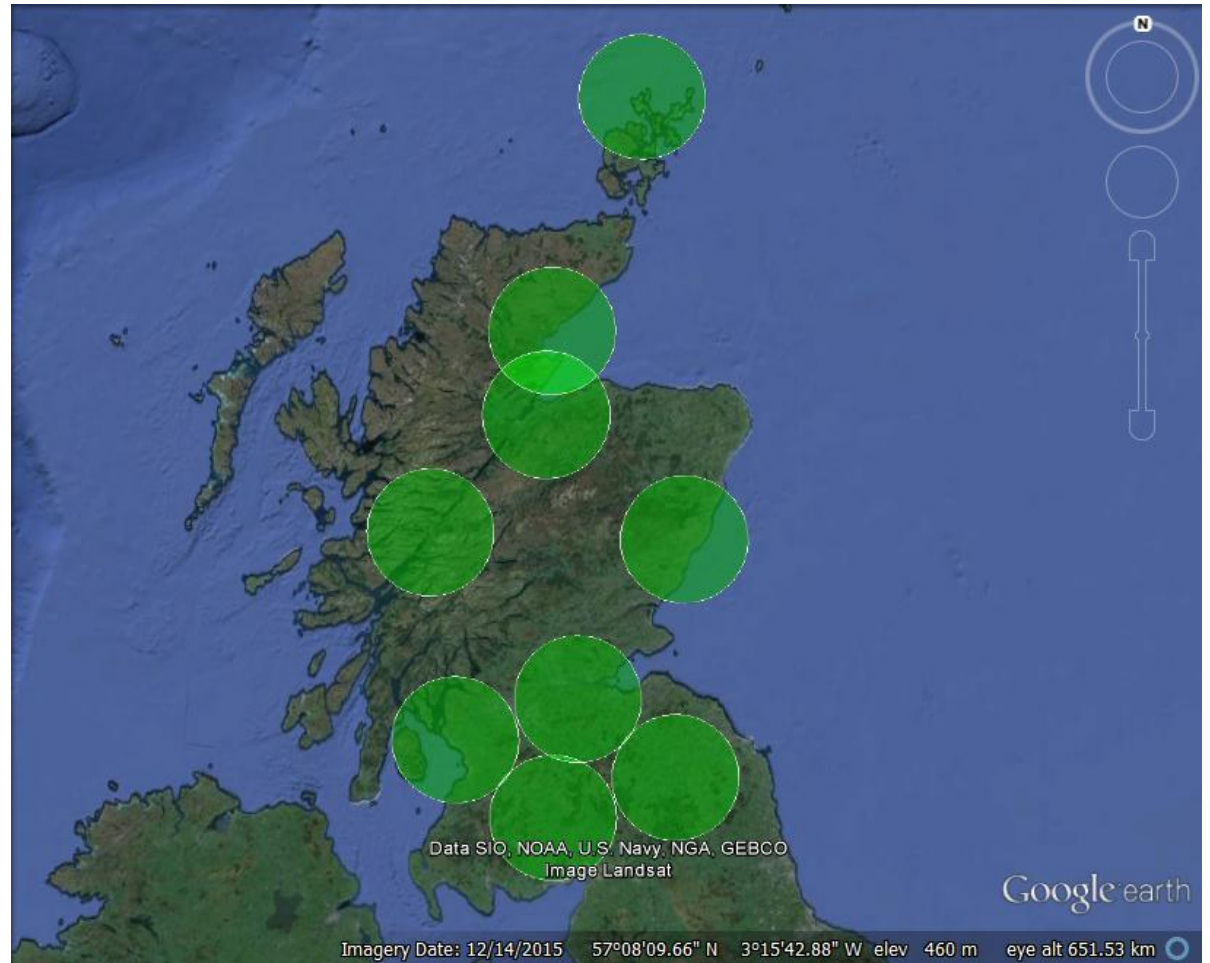 N
Data SIO, NOAA, U.S. Navy, NGA, GEBCO
Image Landsat
Google earth
Imagery Date: 12/14/2015 57°08'09.66" N 3°15'42.88" W elev 460 m eye alt 651.53 km